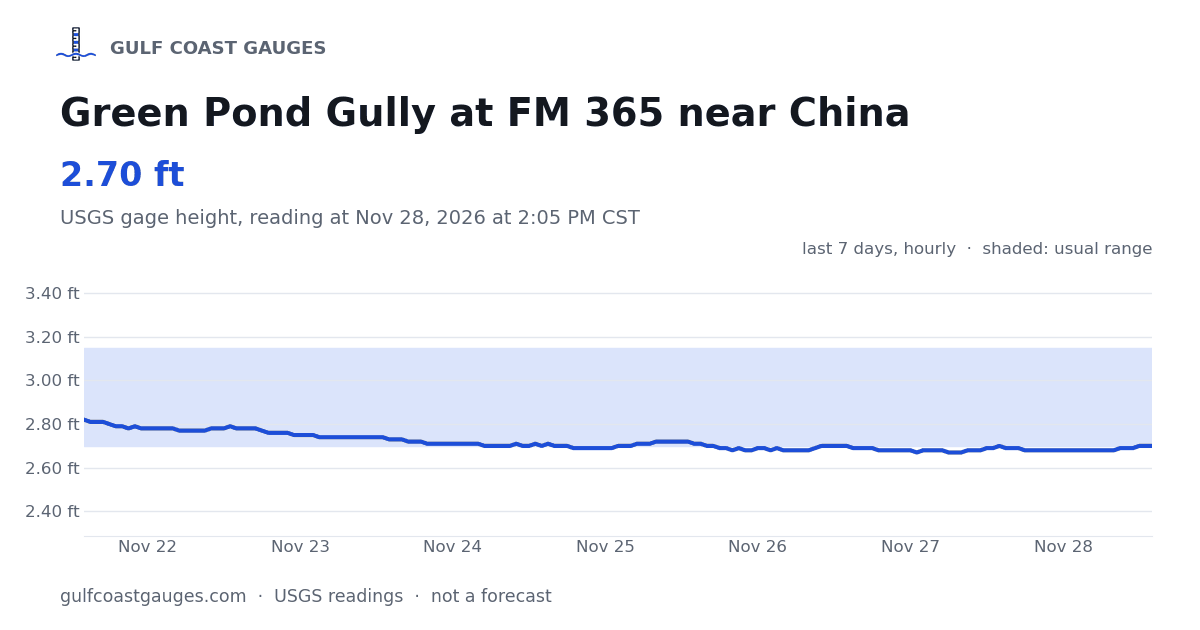 GULF COAST GAUGES
Green Pond Gully at FM 365 near China
2.70 ft
USGS gage height, reading at Nov 28, 2026 at 2:05 PM CST
last 7 days, hourly · shaded: usual range
3.40 ft
3.20 ft
3.00 ft
2.80 ft
2.60 ft
2.40 ft
Nov 22 Nov 23 Nov 24 Nov 25 Nov 26 Nov 27 Nov 28
gulfcoastgauges.com · USGS readings · not a forecast